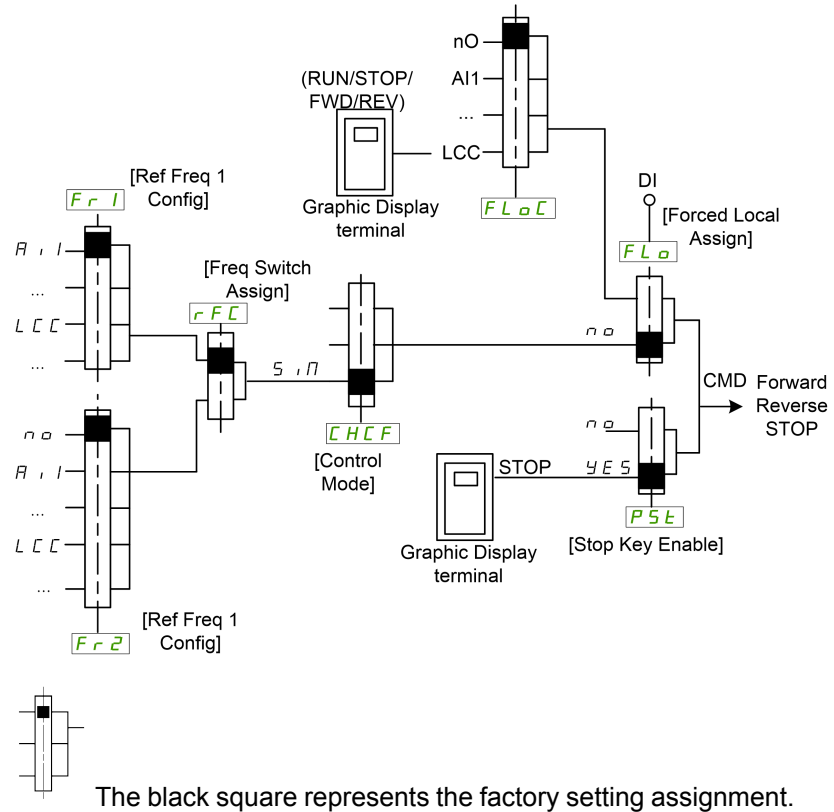 nO
AI1
...
LCC
(RUN/STOP/
FWD/REV)
Graphic Display
terminal
FLoC
DI
[Forced Local
Assign]
FLo
[Ref Freq 1
Config]
Fr1
Ai1
...
LCC
...
[Freq Switch
Assign]
rFC
SiM
no
CHCF
[Control
Mode]
CMD
Forward
Reverse
STOP
no
Ai1
...
LCC
...
[Ref Freq 1
Config]
Fr2
STOP
Graphic Display
terminal
no
YES
PSt
[Stop Key Enable]
The black square represents the factory setting assignment.